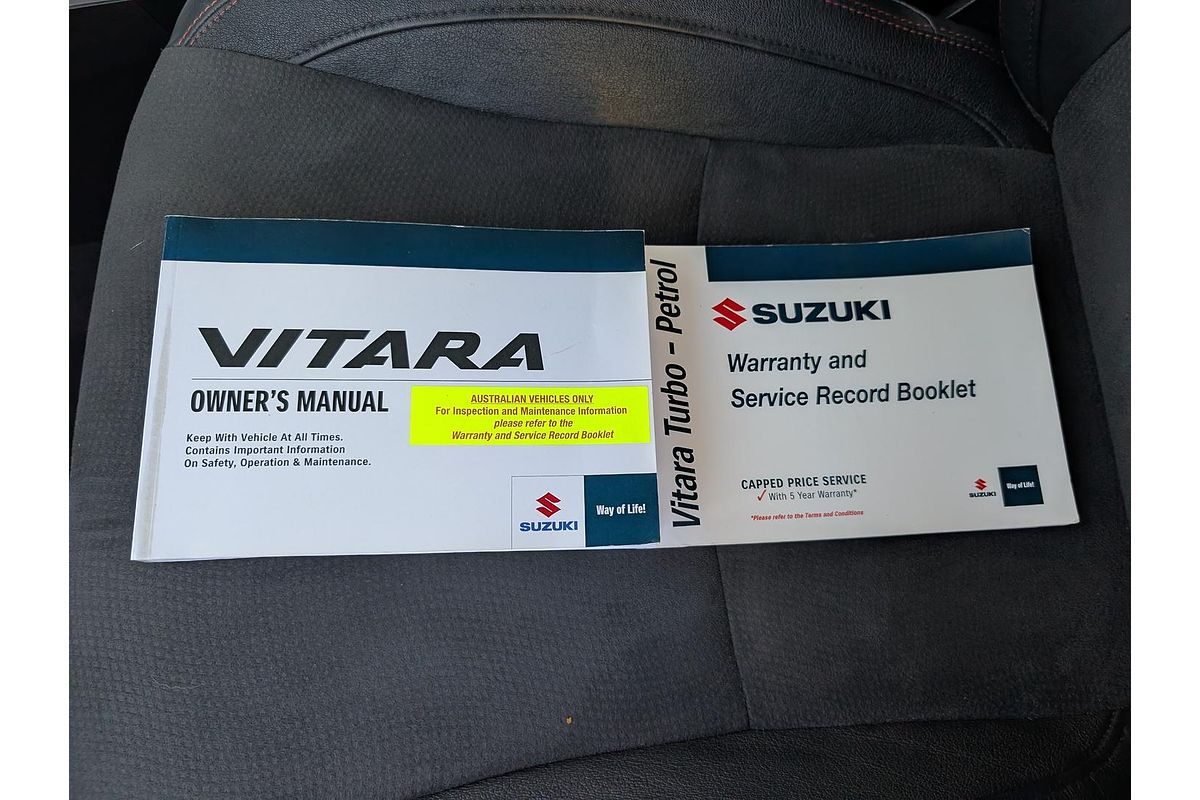 VITARA
OWNER'S MANUAL
Keep With Vehicle At All Times.
Contains Important Information
On Safety, Operation & Maintenance.
AUSTRALIAN VEHICLES ONLY
For Inspection and Maintenance Information
please refer to the
Warranty and Service Record Booklet
SUZUKI
Way of Life!
Vitara Turbo - Petrol
SUZUKI
Warranty and
Service Record Booklet
CAPPED PRICE SERVICE
With 5 Year Warranty*
*Please refer to the Terms and Conditions
SUZUKI
Way of Life!